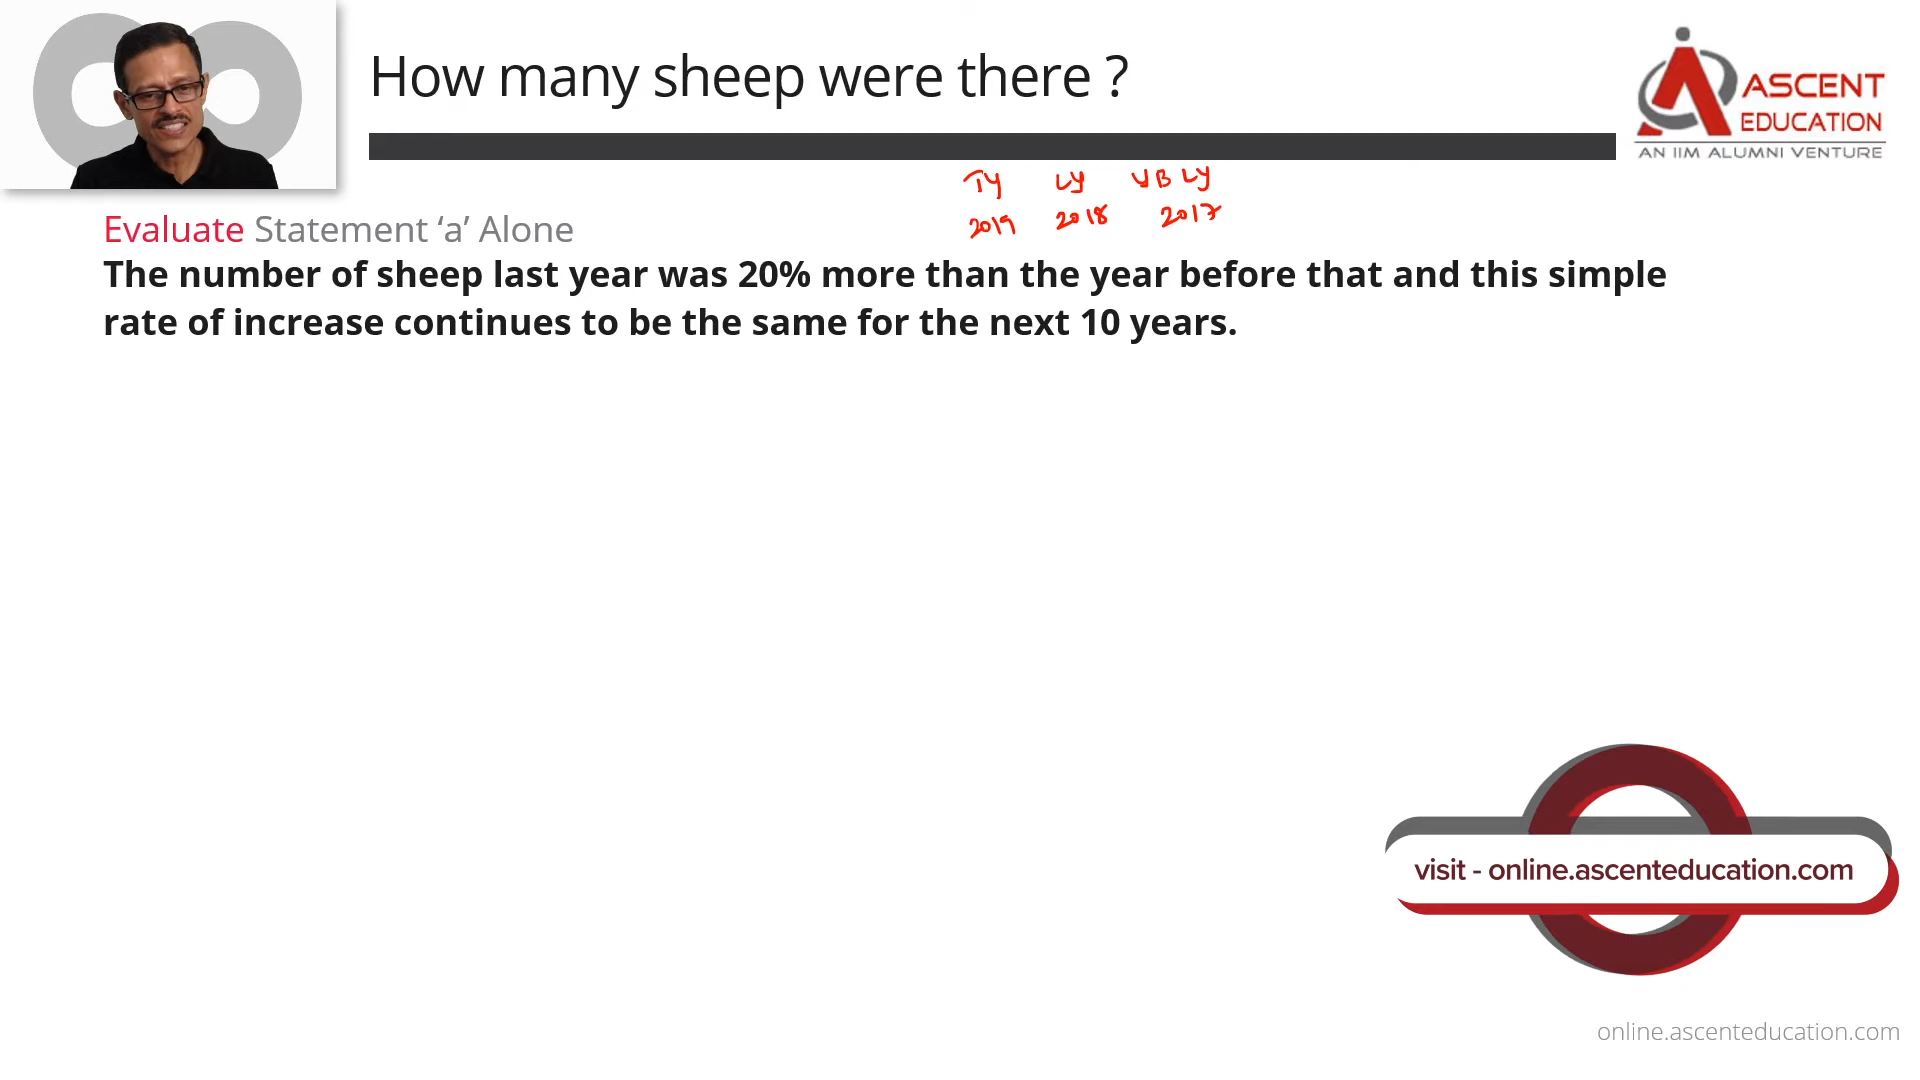 How many sheep were there ?
ASCENT
EDUCATION
AN IIM ALUMNI VENTURE
TY LY YB LY
2019 2018 2017
Evaluate Statement ‘a’ Alone
The number of sheep last year was 20% more than the year before that and this simple
rate of increase continues to be the same for the next 10 years.
visit - online.ascenteducation.com
online.ascenteducation.com